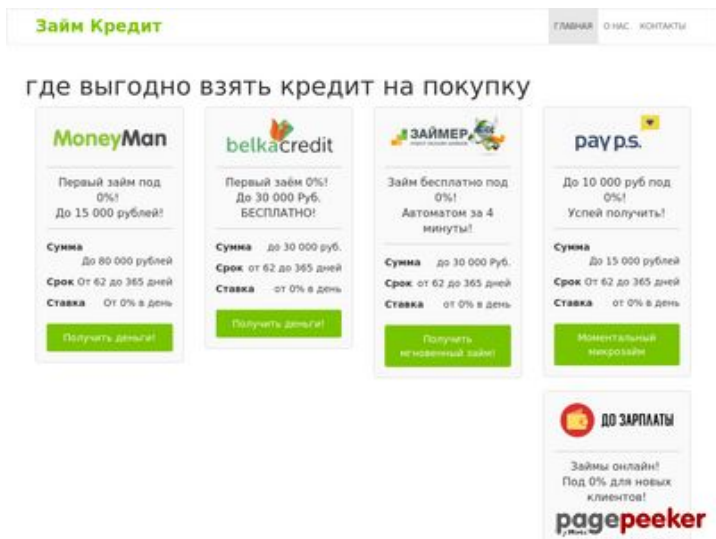 Займ Кредит
ГЛАВНАЯ О НАС. КОНТАКТЫ
где выгодно взять кредит на покупку
MoneyMan
Первый займ под
0%!
До 15 000 рублей!
Сумма
До 80 000 рублей
Срок От 62 до 365 дней
Ставка От 0% в день
Получить деньги!
belkacredit
Первый заём 0%!
До 30 000 Руб.
БЕСПЛАТНО!
Сумма до 30 000 руб.
Срок от 62 до 365 дней
Ставка от 0% в день
Получить деньги!
ЗАЙМЕР
Займ бесплатно под
0%!
Автоматом за 4
минуты!
Сумма до 30 000 Руб.
Срок от 62 до 365 дней
Ставка от 0% в день
Получить
мгновенный займ!
pay p.s.
До 10 000 руб под
0%!
Успей получить!
Сумма
До 15 000 рублей
Срок От 62 до 365 дней
Ставка от 0% в день
Моментальный
микрозайм
ДО ЗАРПЛАТЫ
Займы онлайн!
Под 0% для новых
клиентов!
pagepeeker